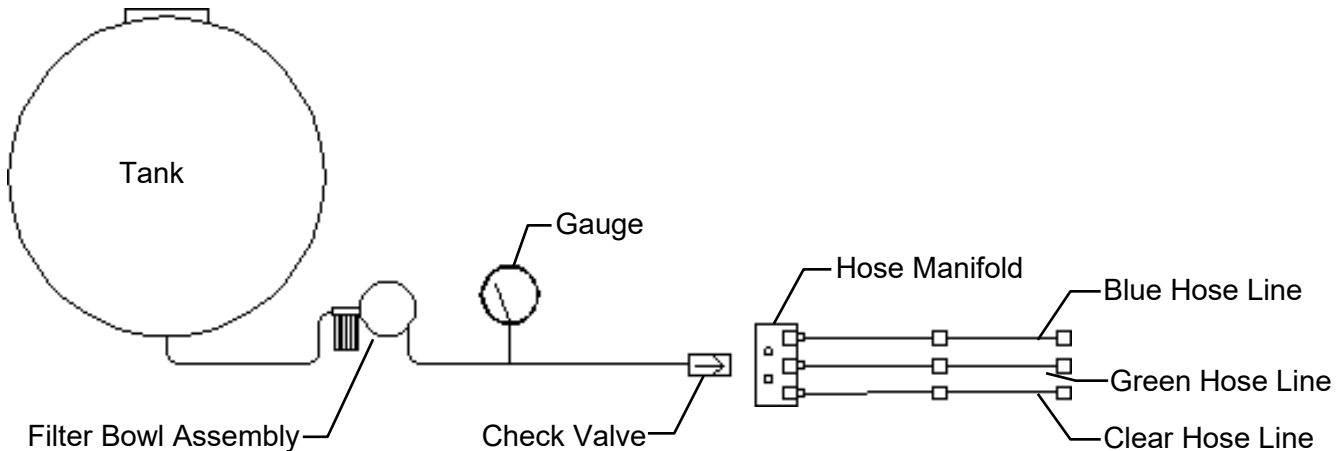 Tank
Gauge
Hose Manifold
Blue Hose Line
Green Hose Line
Filter Bowl Assembly
Check Valve
Clear Hose Line